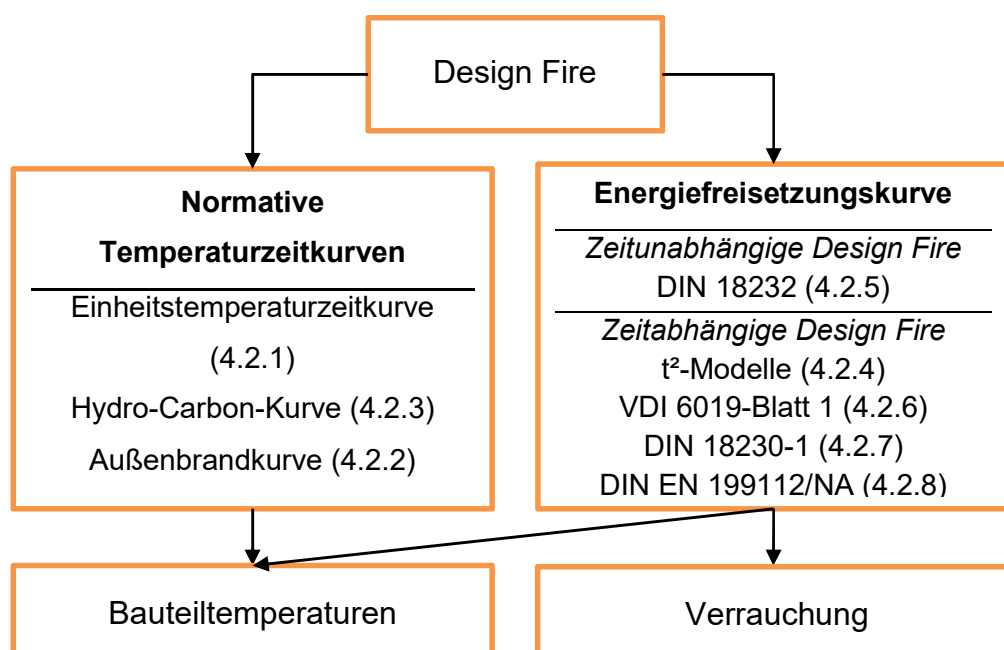 Design Fire
Normative
Temperaturzeitkurven
Einheitstemperaturzeitkurve
(4.2.1)
Hydro-Carbon-Kurve (4.2.3)
Außenbrandkurve (4.2.2)
Energiefreisetzungskurve
Zeitunabhängige Design Fire
DIN 18232 (4.2.5)
Zeitabhängige Design Fire
t²-Modelle (4.2.4)
VDI 6019-Blatt 1 (4.2.6)
DIN 18230-1 (4.2.7)
DIN EN 199112/NA (4.2.8)
Bauteiltemperaturen
Verrauchung